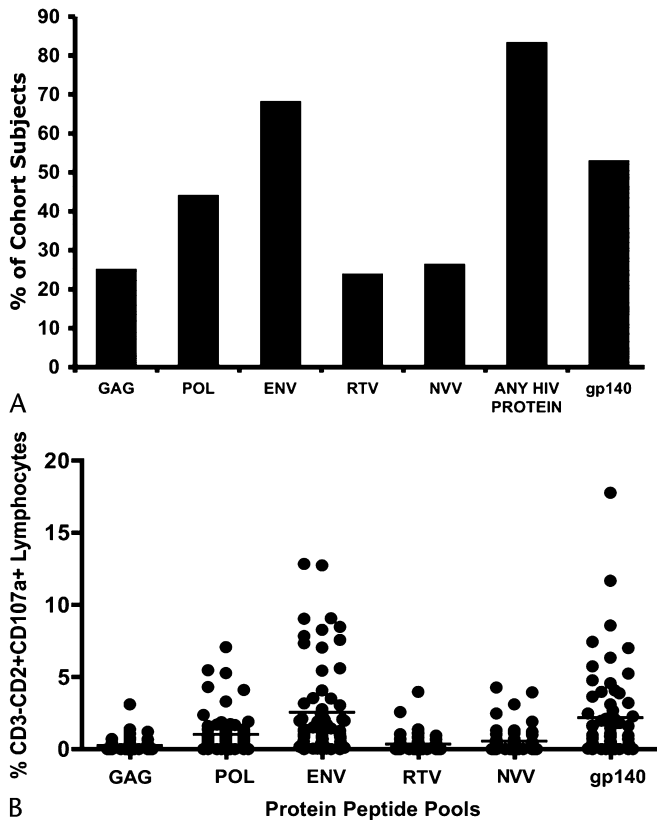 90
80
70
60
50
40
30
20
10
0
% of Cohort Subjects
GAG POL ENV RTV NVV ANY HIV PROTEIN gp140
A
20
15
10
5
0
% CD3-CD2+CD107a+ Lymphocytes
GAG POL ENV RTV NVV gp140
B
Protein Peptide Pools